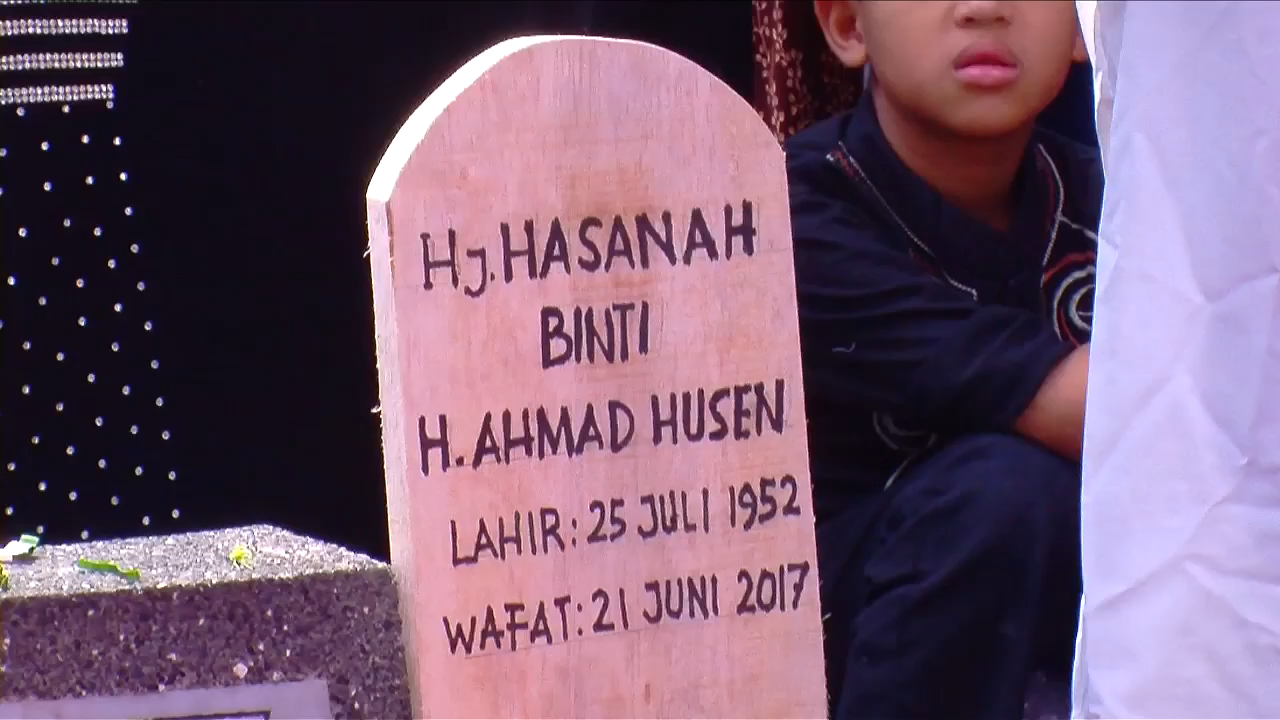 Hj.HASANAH
BINTI
H.AHMAD HUSEN
LAHIR: 25 JULI 1952
WAFAT: 21 JUNI 2017